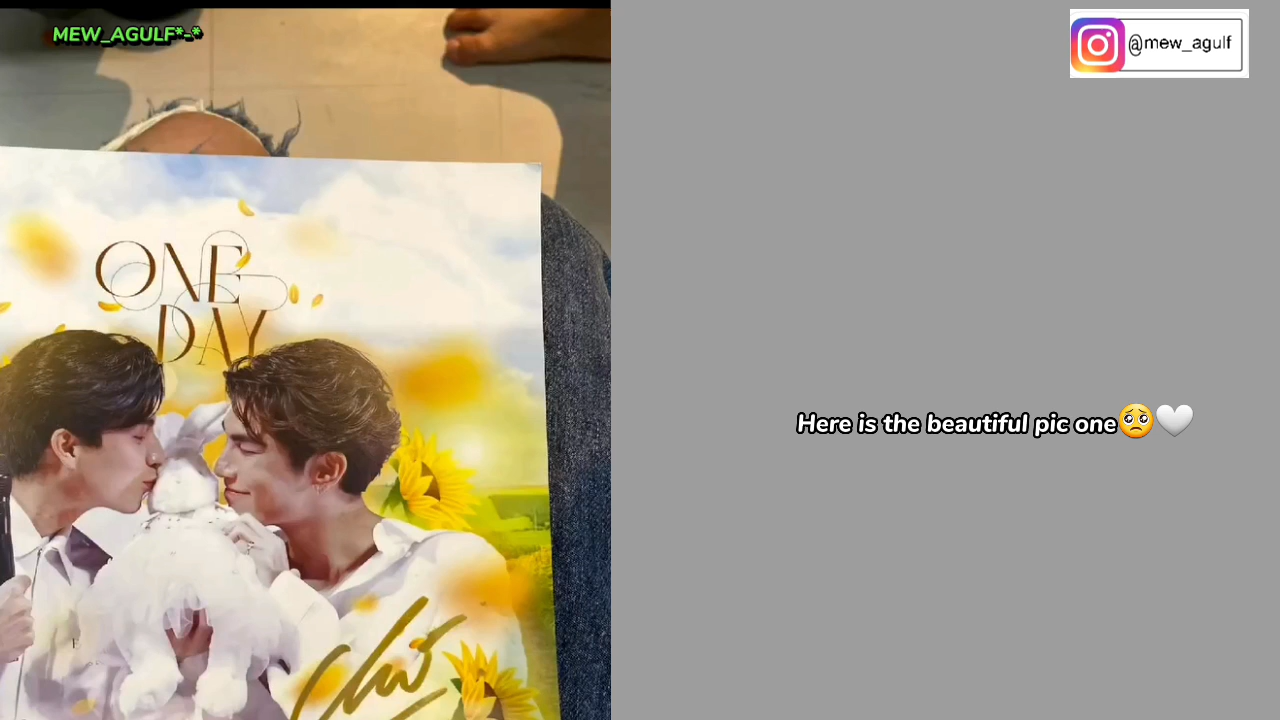 MEW_AGULF*-*
@mew_agulf
ONE
DAY
Here is the beautiful pic one🥺🤍